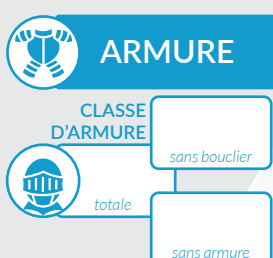 ARMURE
CLASSE
D'ARMURE
sans bouclier
totale
sans armure